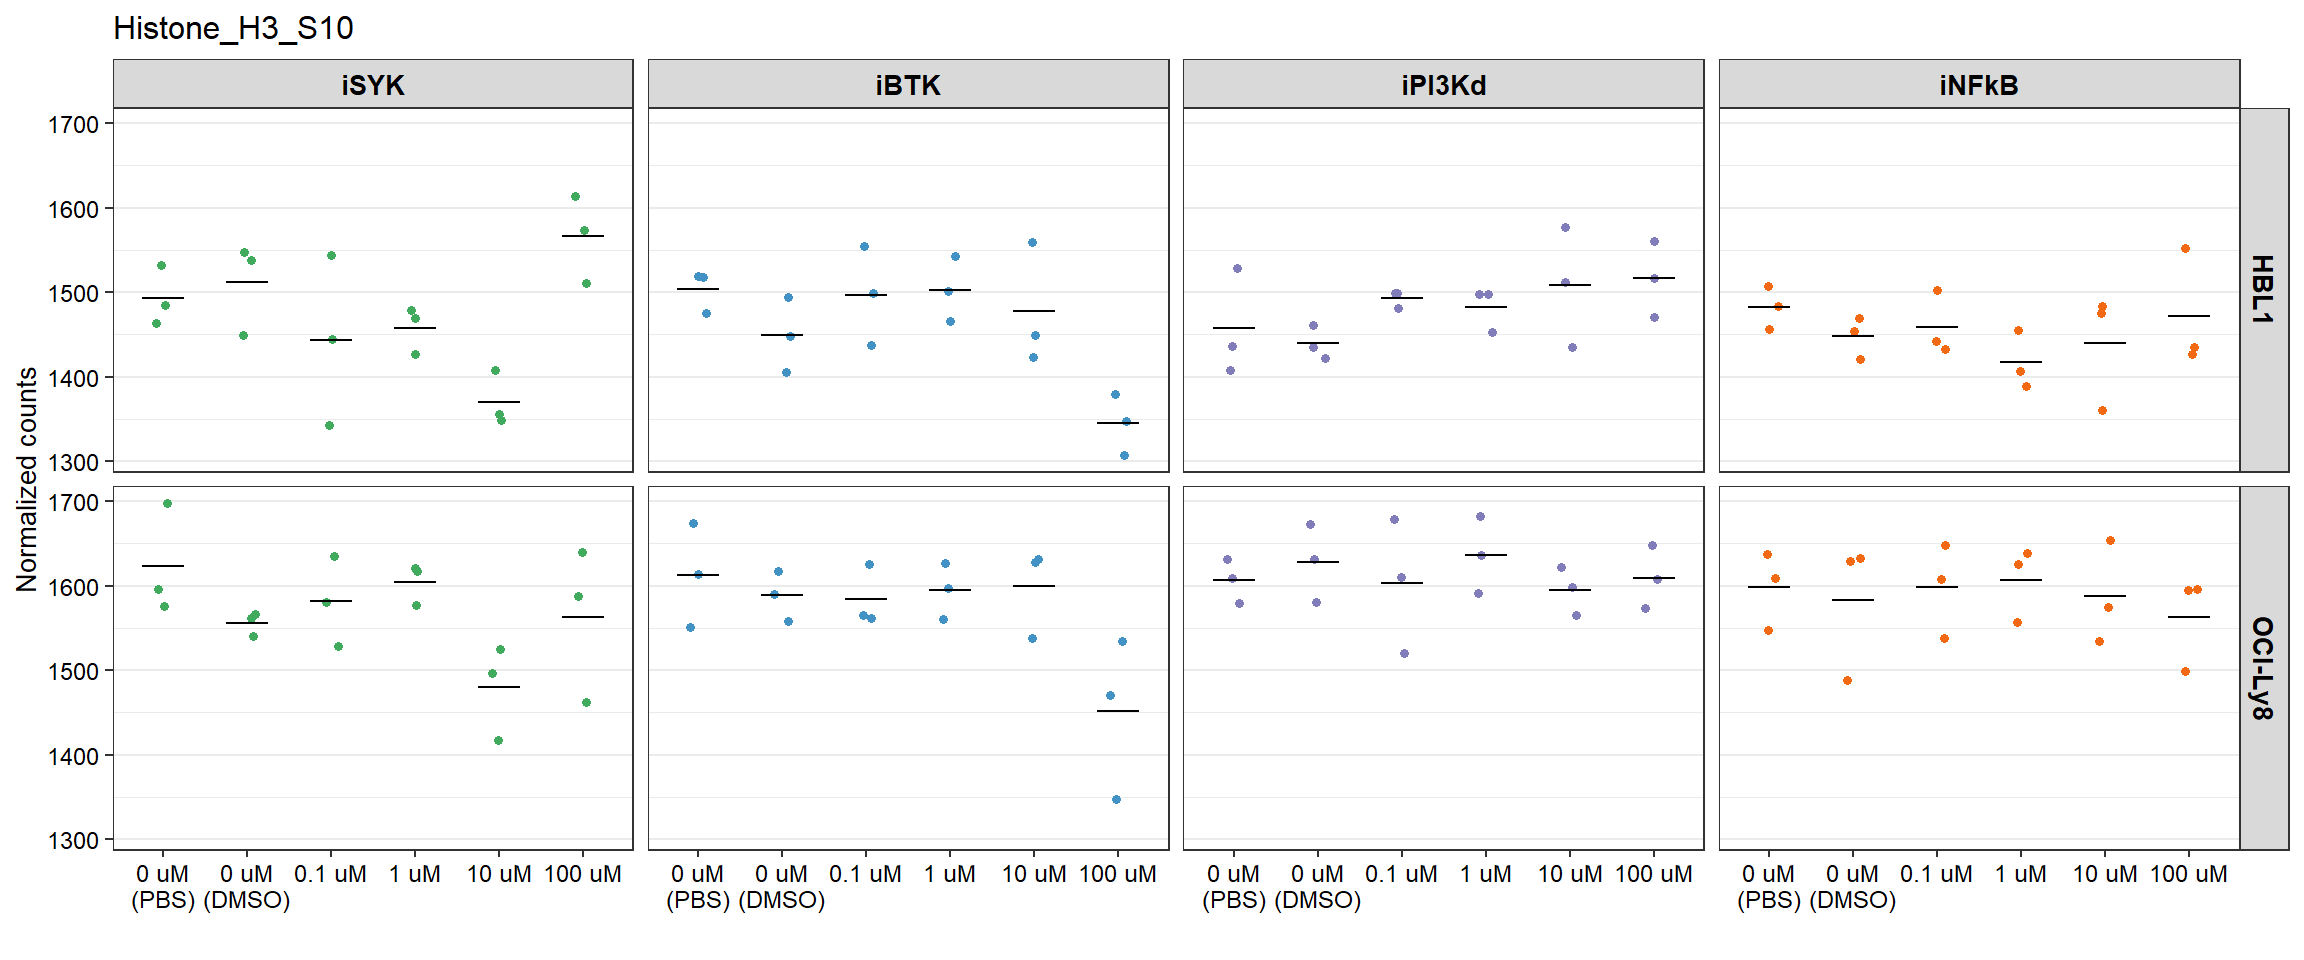 Histone_H3_S10
iSYK iBTK iPI3Kd iNFkB
Normalized counts
1700
1600
1500
1400
1300
HBL1
1700
1600
1500
1400
1300
OCI-Ly8
0 uM 0 uM 0.1 uM 1 uM 10 uM 100 uM 0 uM 0 uM 0.1 uM 1 uM 10 uM 100 uM 0 uM 0 uM 0.1 uM 1 uM 10 uM 100 uM 0 uM 0 uM 0.1 uM 1 uM 10 uM 100 uM
(PBS) (DMSO) (PBS) (DMSO) (PBS) (DMSO) (PBS) (DMSO)